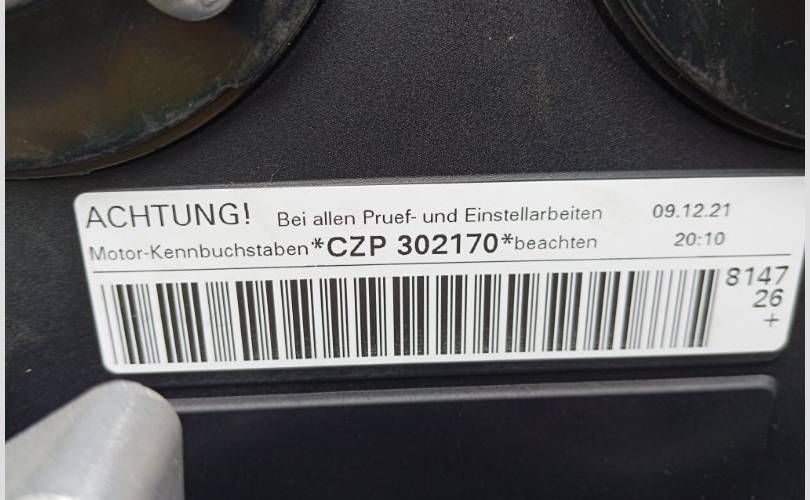 ACHTUNG! Bei allen Pruef- und Einstellarbeiten 09.12.21
Motor-Kennbuchstaben *CZP 302170* beachten 20:10
8147
26
+